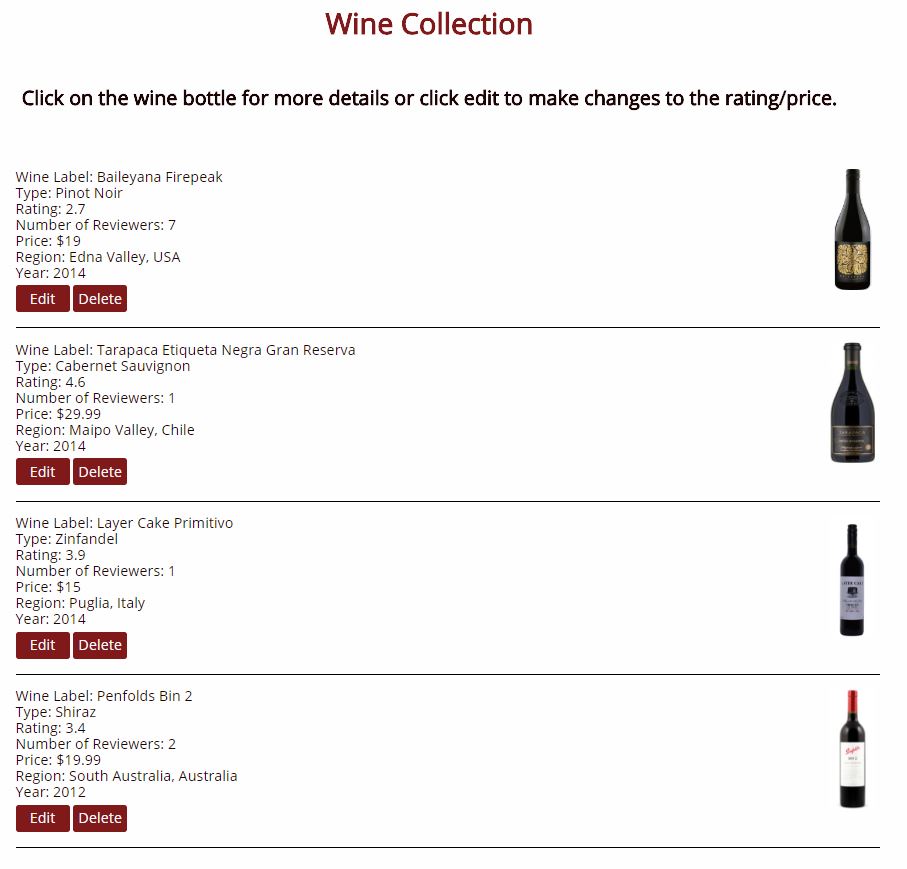 Wine Collection
Click on the wine bottle for more details or click edit to make changes to the rating/price.
Wine Label: Baileyana Firepeak
Type: Pinot Noir
Rating: 2.7
Number of Reviewers: 7
Price: $19
Region: Edna Valley, USA
Year: 2014
Edit Delete
Wine Label: Tarapaca Etiqueta Negra Gran Reserva
Type: Cabernet Sauvignon
Rating: 4.6
Number of Reviewers: 1
Price: $29.99
Region: Maipo Valley, Chile
Year: 2014
Edit Delete
Wine Label: Layer Cake Primitivo
Type: Zinfandel
Rating: 3.9
Number of Reviewers: 1
Price: $15
Region: Puglia, Italy
Year: 2014
Edit Delete
LAYER CAKE
Wine Label: Penfolds Bin 2
Type: Shiraz
Rating: 3.4
Number of Reviewers: 2
Price: $19.99
Region: South Australia, Australia
Year: 2012
Edit Delete
Penfolds
BIN 2